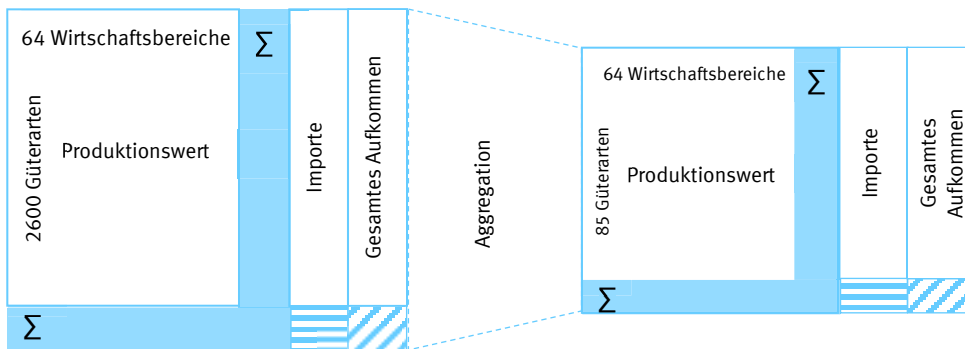 64 Wirtschaftsbereiche
∑
2600 Güterarten
Produktionswert
Importe
Gesamtes Aufkommen
∑
Aggregation
64 Wirtschaftsbereiche
∑
85 Güterarten
Produktionswert
Importe
Gesamtes
Aufkommen
∑